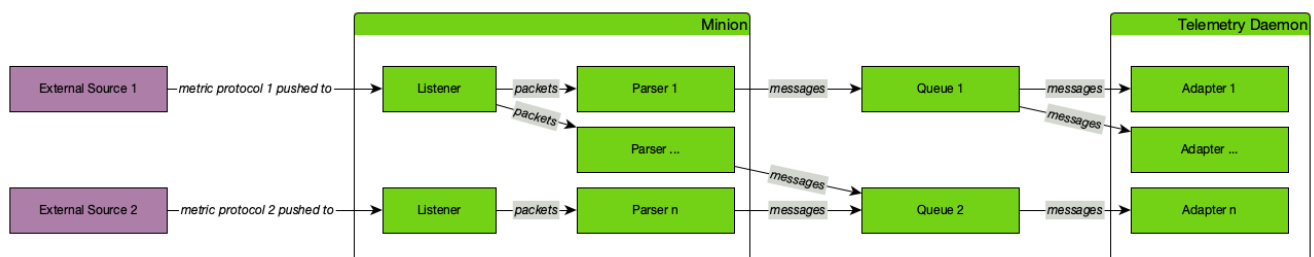 Minion
Telemetry Daemon
External Source 1
metric protocol 1 pushed to
Listener
packets
Parser 1
messages
Queue 1
messages
Adapter 1
packets
messages
Parser ...
Adapter ...
messages
External Source 2
metric protocol 2 pushed to
Listener
packets
Parser n
messages
Queue 2
messages
Adapter n